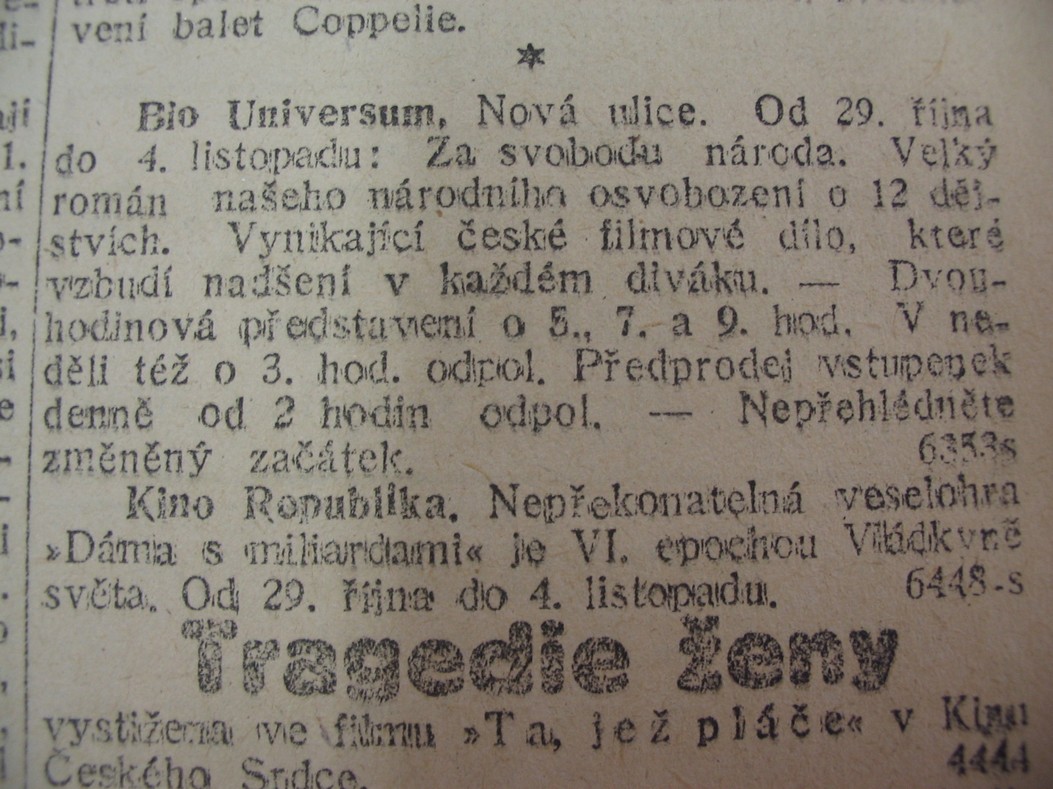 vení balet Coppelie.
*
Bio Universum, Nová ulice. Od 29. října
do 4. listopadu: Za svobodu národa. Velký
román našeho národního osvobození o 12 děj-
stvích. Vynikající české filmové dílo, které
vzbudí nadšení v každém diváku. — Dvou-
hodinová představení o 5., 7. a 9. hod. V ne-
děli též o 3. hod. odpol. Předprodej vstupenek
denně od 2 hodin odpol. — Nepřehlédněte
změněný začátek. 6353s
Kino Ropublika. Nepřekonatelná veselohra
»Dáma s miliardami« je VI. epochou Vládkyně
světa. Od 29. října do 4. listopadu. 6448-s
Tragedie ženy
vystižena ve filmu »Ta, jež pláče« v Kinu
Českého Srdce. 4444